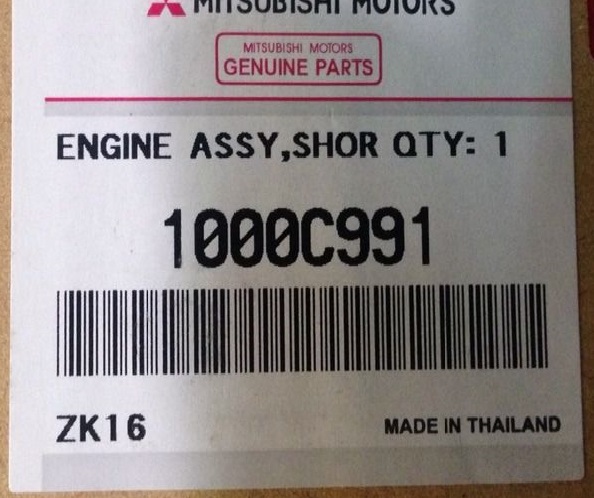 MITSUBISHI MOTORS
MITSUBISHI MOTORS
GENUINE PARTS
ENGINE ASSY,SHOR QTY: 1
1000C991
ZK16
MADE IN THAILAND